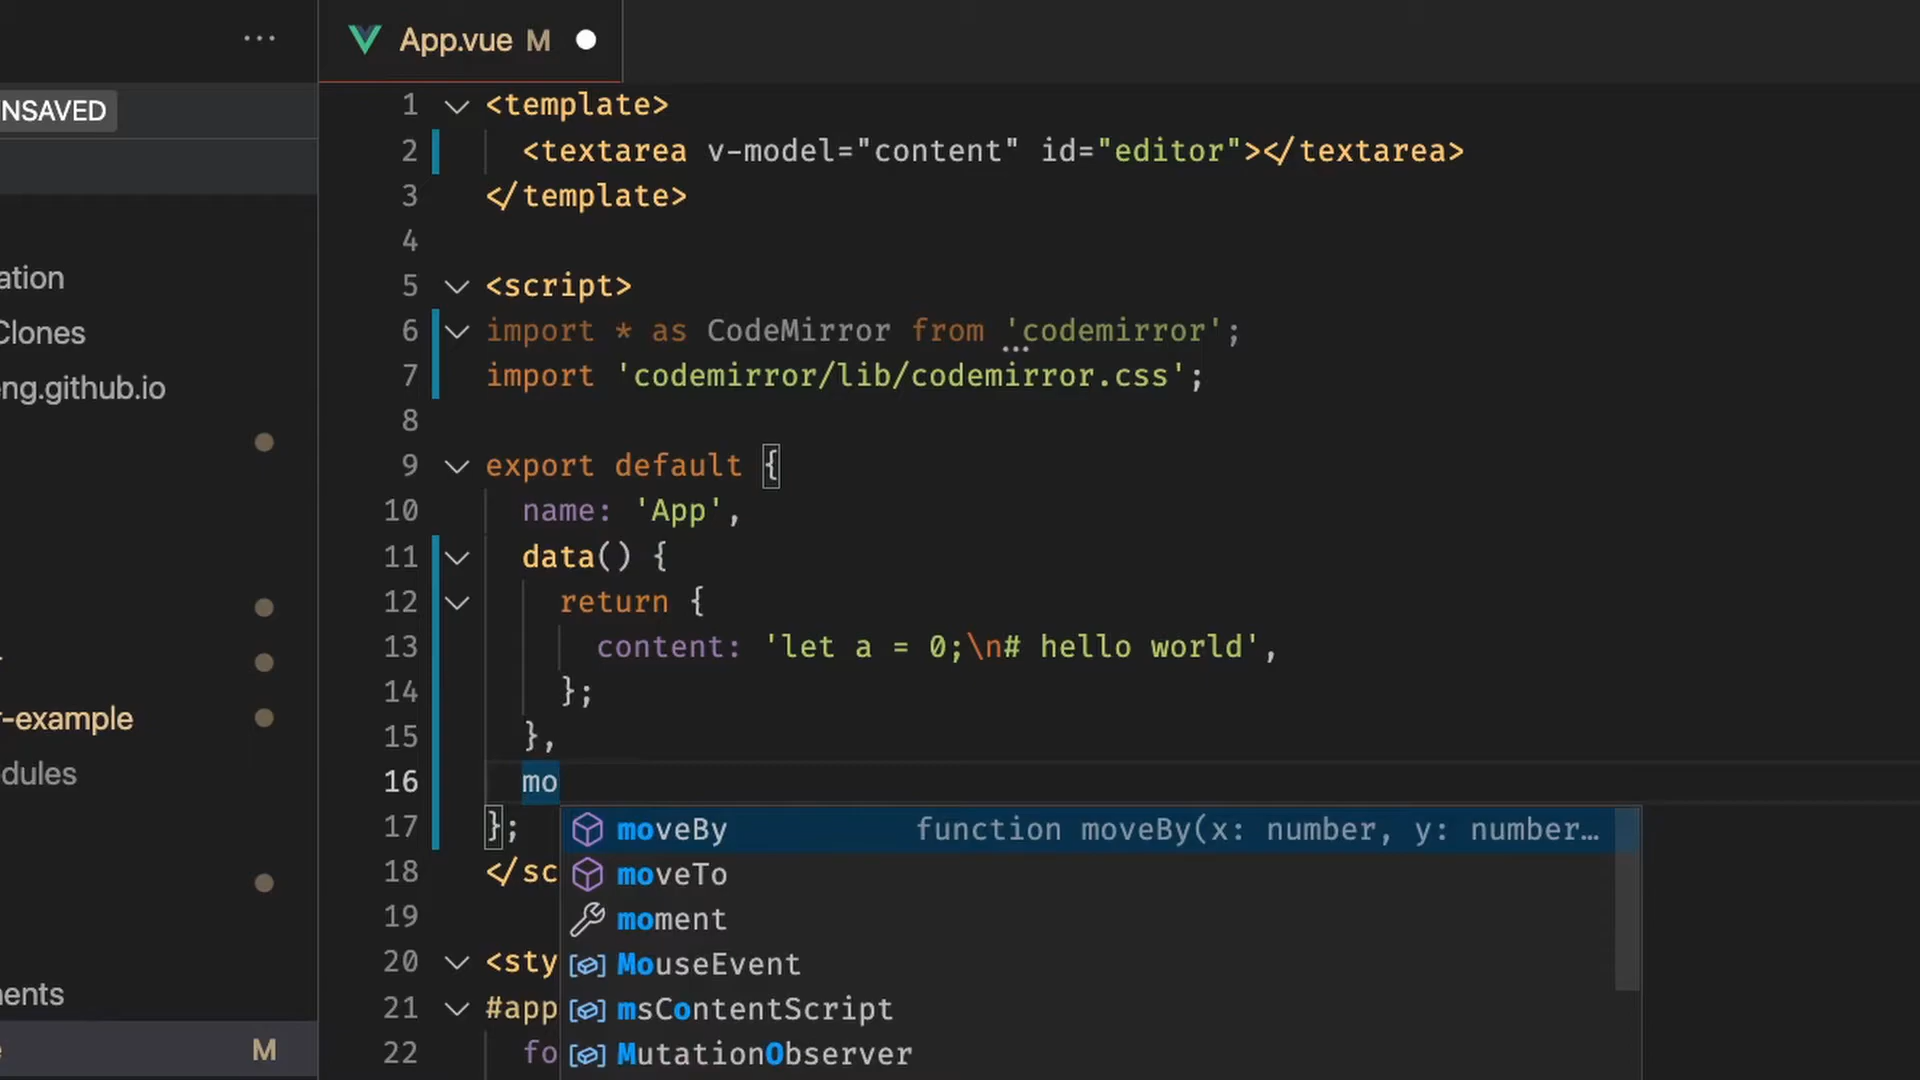 ...
App.vue M
NSAVED
ation
Clones
eng.github.io
r-example
dules
nents
M
1 <template>
2 <textarea v-model="content" id="editor"></textarea>
3 </template>
4
5 <script>
6 import * as CodeMirror from 'codemirror';
7 import 'codemirror/lib/codemirror.css';
8
9 export default {
10 name: 'App',
11 data() {
12 return {
13 content: 'let a = 0;\n# hello world',
14 };
15 },
16 mo
17 };
18 </sc
19
20 <sty
21 #app
22 fo
moveBy function moveBy(x: number, y: number…
moveTo
moment
MouseEvent
msContentScript
MutationObserver